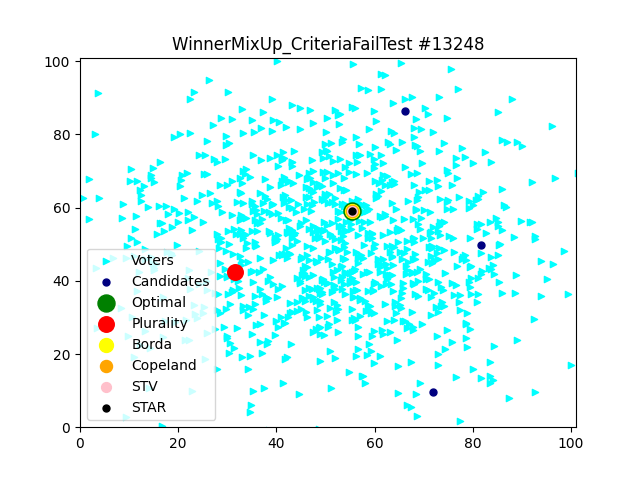 WinnerMixUp_CriteriaFailTest #13248
100
80
60
40
20
0
0 20 40 60 80 100
Voters
Candidates
Optimal
Plurality
Borda
Copeland
STV
STAR